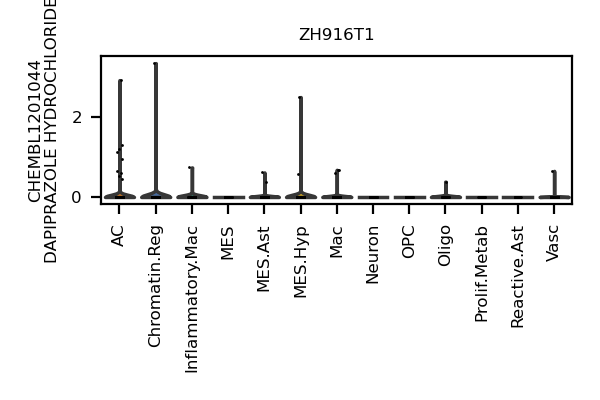 ZH916T1
CHEMBL1201044
DAPIPRAZOLE HYDROCHLORIDE
2
0
AC
Chromatin.Reg
Inflammatory.Mac
MES
MES.Ast
MES.Hyp
Mac
Neuron
OPC
Oligo
Prolif.Metab
Reactive.Ast
Vasc